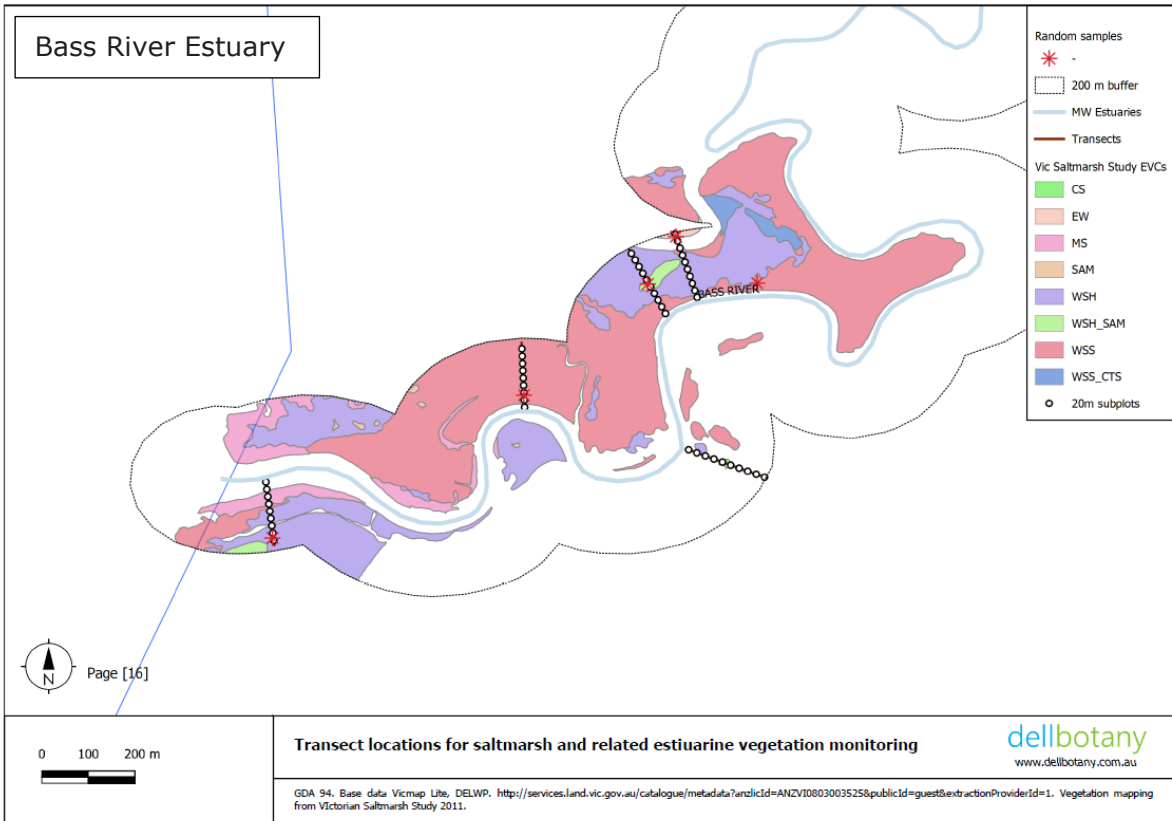 Bass River Estuary
Random samples
-
200 m buffer
MW Estuaries
Transects
Vic Saltmarsh Study EVCs
CS
EW
MS
SAM
WSH
WSH_SAM
WSS
WSS_CTS
20m subplots
BASS RIVER
N
Page [16]
0 100 200 m
Transect locations for saltmarsh and related estiuarine vegetation monitoring
dellbotany
www.dellbotany.com.au
GDA 94. Base data Vicmap Lite, DELWP. http://services.land.vic.gov.au/catalogue/metadata?anzlicId=ANZVI0803003525&publicId=guest&extractionProviderId=1. Vegetation mapping
from VIctorian Saltmarsh Study 2011.